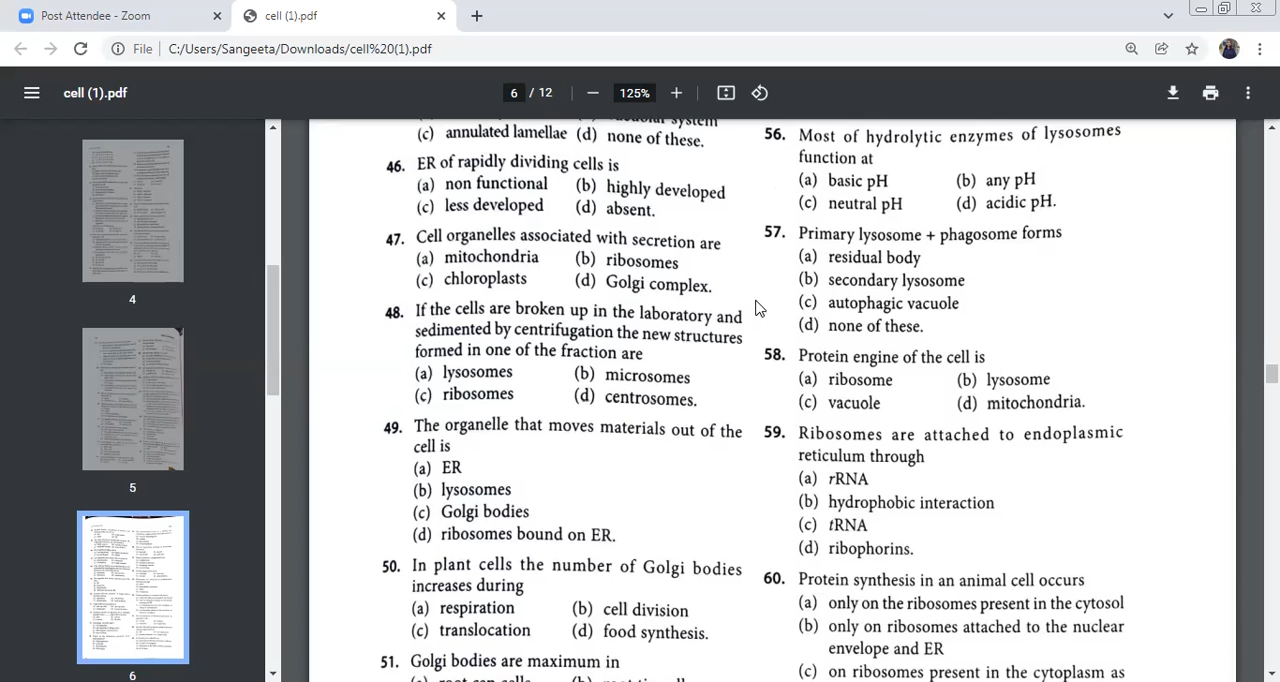 Post Attendee - Zoom
cell (1).pdf
File
C:/Users/Sangeeta/Downloads/cell%20(1).pdf
cell (1).pdf
6 / 12
125%
4
5
6
(c) annulated lamellae (d) none of these.
46. ER of rapidly dividing cells is
(a) non functional (b) highly developed
(c) less developed (d) absent.
47. Cell organelles associated with secretion are
(a) mitochondria (b) ribosomes
(c) chloroplasts (d) Golgi complex.
48. If the cells are broken up in the laboratory and
sedimented by centrifugation the new structures
formed in one of the fraction are
(a) lysosomes (b) microsomes
(c) ribosomes (d) centrosomes.
49. The organelle that moves materials out of the
cell is
(a) ER
(b) lysosomes
(c) Golgi bodies
(d) ribosomes bound on ER.
50. In plant cells the number of Golgi bodies
increases during
(a) respiration (b) cell division
(c) translocation (d) food synthesis.
51. Golgi bodies are maximum in
56. Most of hydrolytic enzymes of lysosomes
function at
(a) basic pH (b) any pH
(c) neutral pH (d) acidic pH.
57. Primary lysosome + phagosome forms
(a) residual body
(b) secondary lysosome
(c) autophagic vacuole
(d) none of these.
58. Protein engine of the cell is
(a) ribosome (b) lysosome
(c) vacuole (d) mitochondria.
59. Ribosomes are attached to endoplasmic
reticulum through
(a) rRNA
(b) hydrophobic interaction
(c) tRNA
(d) ribophorins.
60. Protein synthesis in an animal cell occurs
the ribosomes present in the cytosol
on ribosomes attached to the nuclear
envelope and ER
(c) on ribosomes present in the cytoplasm as